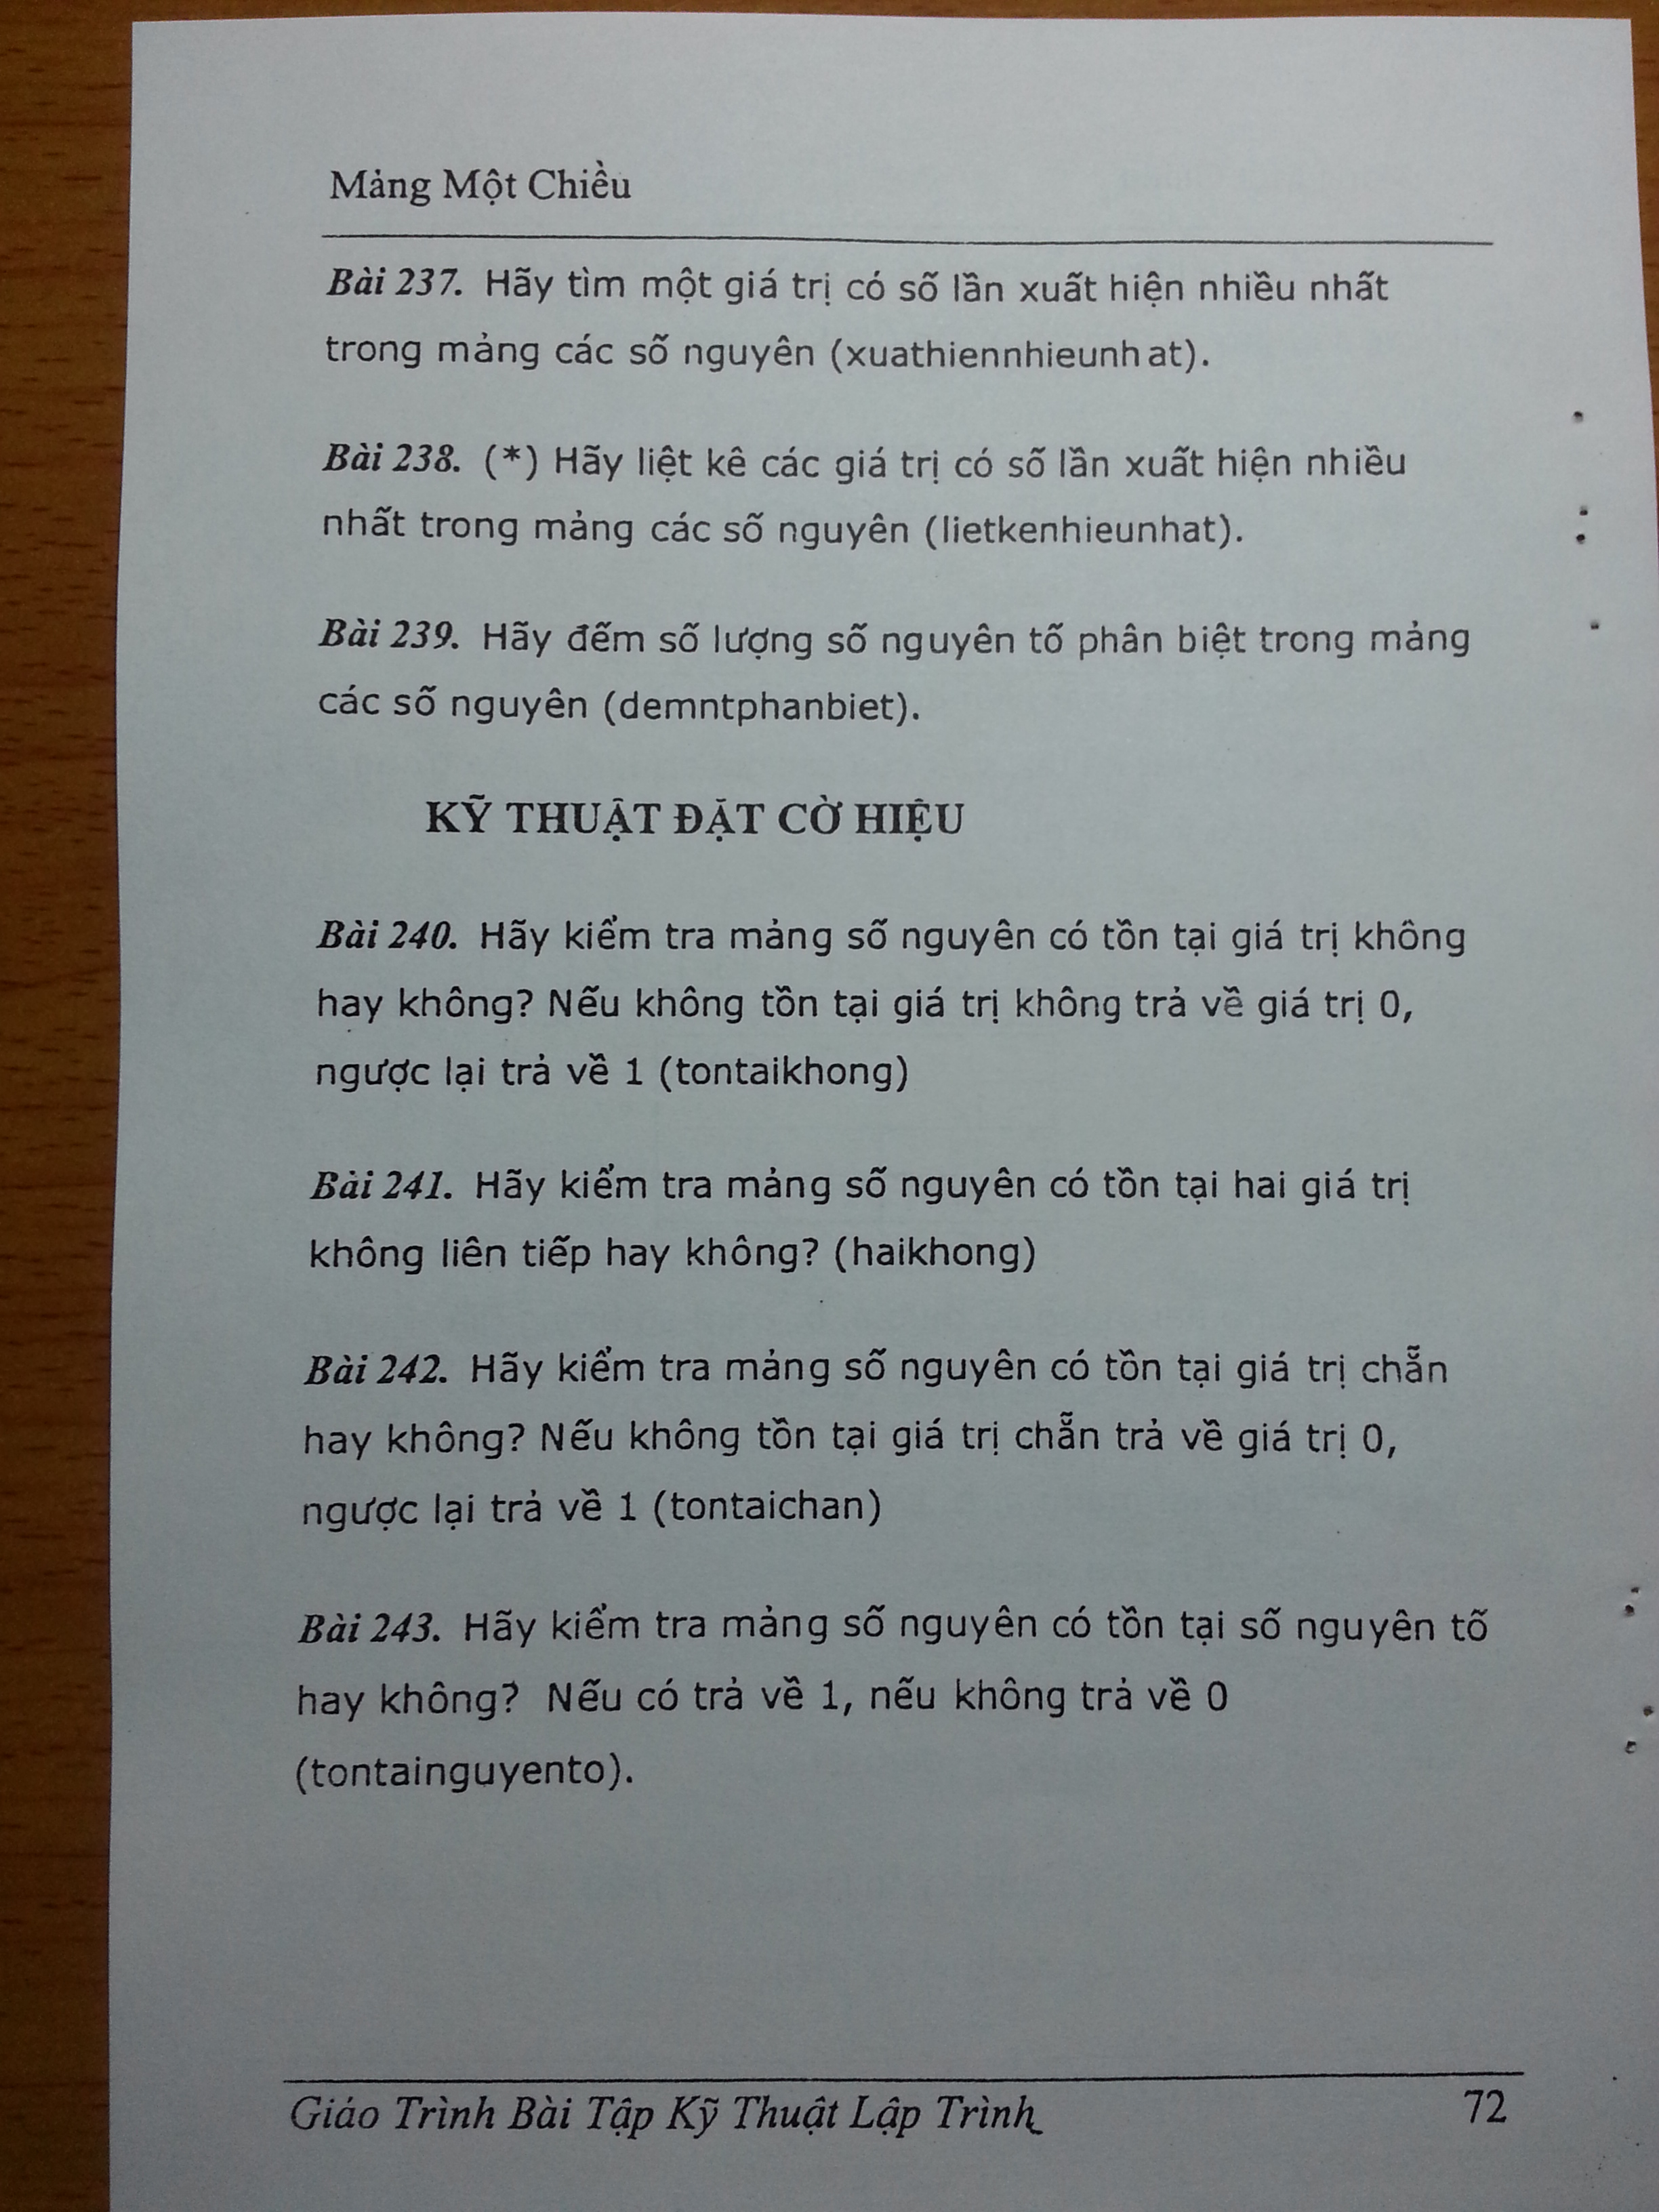 Mảng Một Chiều
Bài 237. Hãy tìm một giá trị có số lần xuất hiện nhiều nhất
trong mảng các số nguyên (xuathiennhieunhat).
Bài 238. (*) Hãy liệt kê các giá trị có số lần xuất hiện nhiều
nhất trong mảng các số nguyên (lietkenhieunhat).
Bài 239. Hãy đếm số lượng số nguyên tố phân biệt trong mảng
các số nguyên (demntphanbiet).
KỸ THUẬT ĐẶT CỜ HIỆU
Bài 240. Hãy kiểm tra mảng số nguyên có tồn tại giá trị không
hay không? Nếu không tồn tại giá trị không trả về giá trị 0,
ngược lại trả về 1 (tontaikhong)
Bài 241. Hãy kiểm tra mảng số nguyên có tồn tại hai giá trị
không liên tiếp hay không? (haikhong)
Bài 242. Hãy kiểm tra mảng số nguyên có tồn tại giá trị chẵn
hay không? Nếu không tồn tại giá trị chẵn trả về giá trị 0,
ngược lại trả về 1 (tontaichan)
Bài 243. Hãy kiểm tra mảng số nguyên có tồn tại số nguyên tố
hay không? Nếu có trả về 1, nếu không trả về 0
(tontainguyento).
Giáo Trình Bài Tập Kỹ Thuật Lập Trình 72